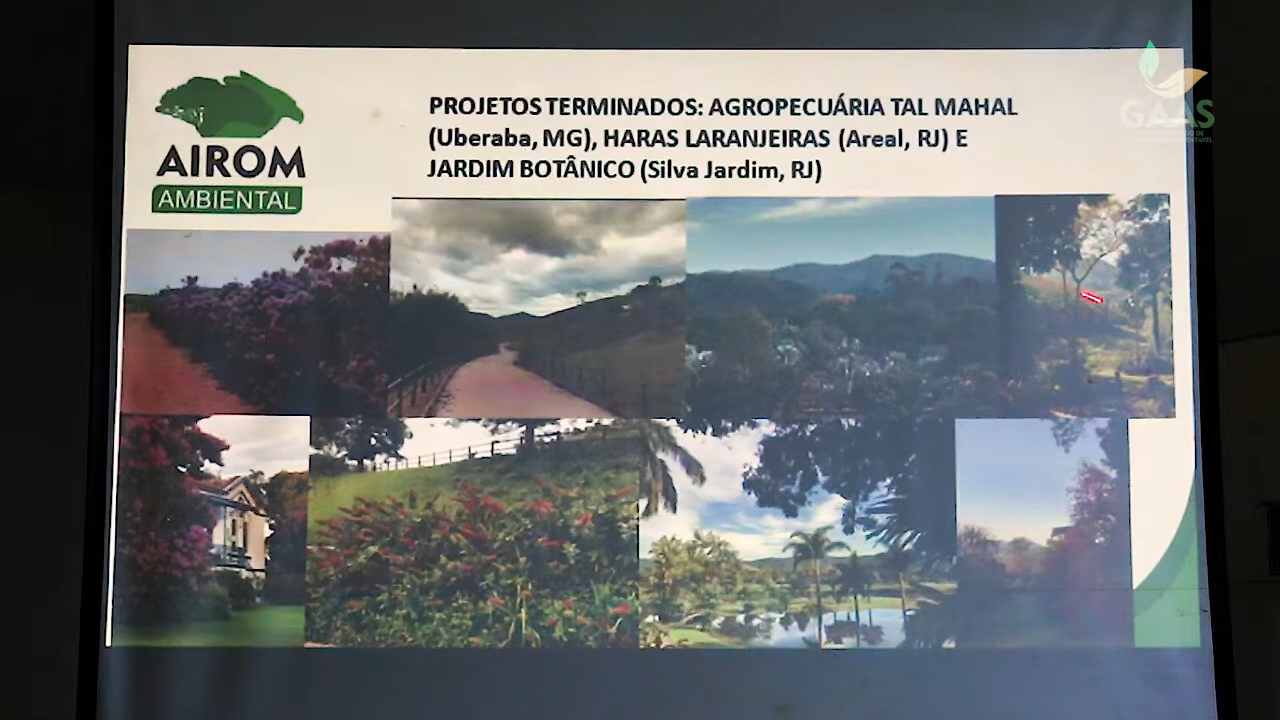 AIROM
AMBIENTAL
PROJETOS TERMINADOS: AGROPECUÁRIA TAL MAHAL
(Uberaba, MG), HARAS LARANJEIRAS (Areal, RJ) E
JARDIM BOTÂNICO (Silva Jardim, RJ)
GAAS